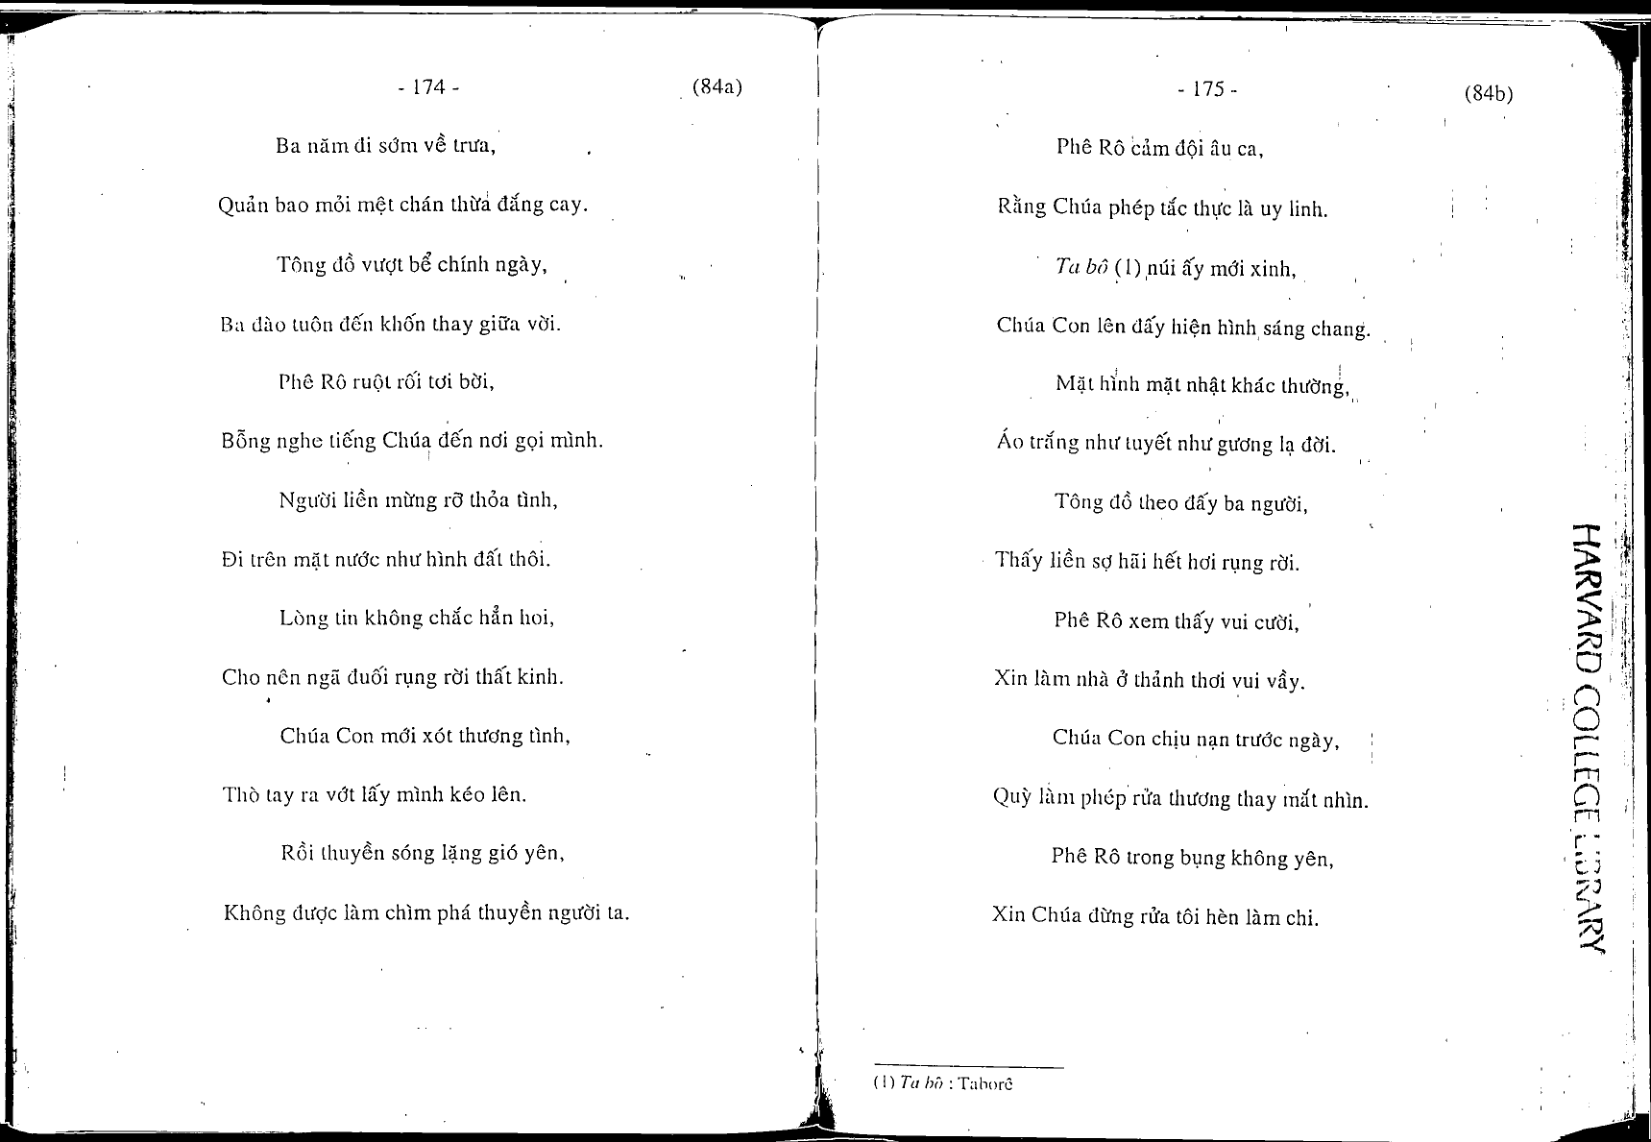 - 174 - (84a)
Ba năm đi sớm về trưa,
Quản bao mỏi mệt chán thừa đắng cay.
Tông đồ vượt bể chính ngày,
Ba đào tuôn đến khốn thay giữa vời.
Phê Rô ruột rối tơi bời,
Bỗng nghe tiếng Chúa đến nơi gọi mình.
Người liền mừng rỡ thỏa tình,
Đi trên mặt nước như hình đất thôi.
Lòng tin không chắc hẳn hoi,
Cho nên ngã đuối rụng rời thất kinh.
Chúa Con mới xót thương tình,
Thò tay ra vớt lấy mình kéo lên.
Rồi thuyền sóng lặng gió yên,
Không được làm chìm phá thuyền người ta.
- 175 - (84b)
Phê Rô cảm đội âu ca,
Rằng Chúa phép tắc thực là uy linh.
Ta bô (1) núi ấy mới xinh,
Chúa Con lên đấy hiện hình sáng chang.
Mặt hình mặt nhật khác thường,
Áo trắng như tuyết như gương lạ đời.
Tông đồ theo đấy ba người,
Thấy liền sợ hãi hết hơi rụng rời.
Phê Rô xem thấy vui cười,
Xin làm nhà ở thảnh thơi vui vầy.
Chúa Con chịu nạn trước ngày,
Quỳ làm phép rửa thương thay mất nhìn.
Phê Rô trong bụng không yên,
Xin Chúa đừng rửa tôi hèn làm chi.
(1) Ta bô : Taborê
HARVARD COLLEGE LIBRARY